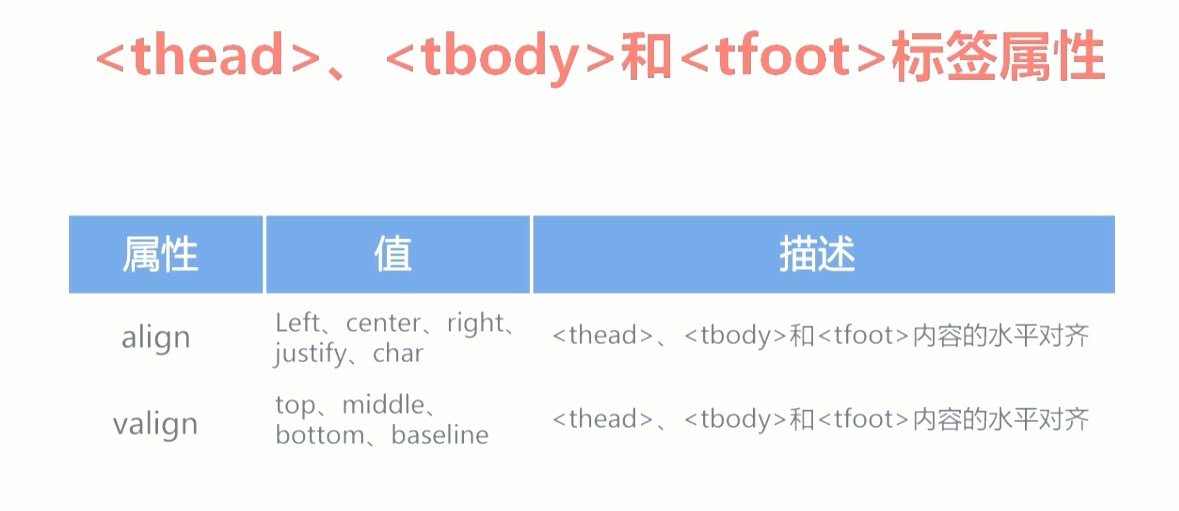 <thead>、<tbody>和<tfoot>标签属性
属性 值 描述
align Left、center、right、 <thead>、<tbody>和<tfoot>内容的水平对齐
justify、char
valign top、middle、 <thead>、<tbody>和<tfoot>内容的水平对齐
bottom、baseline